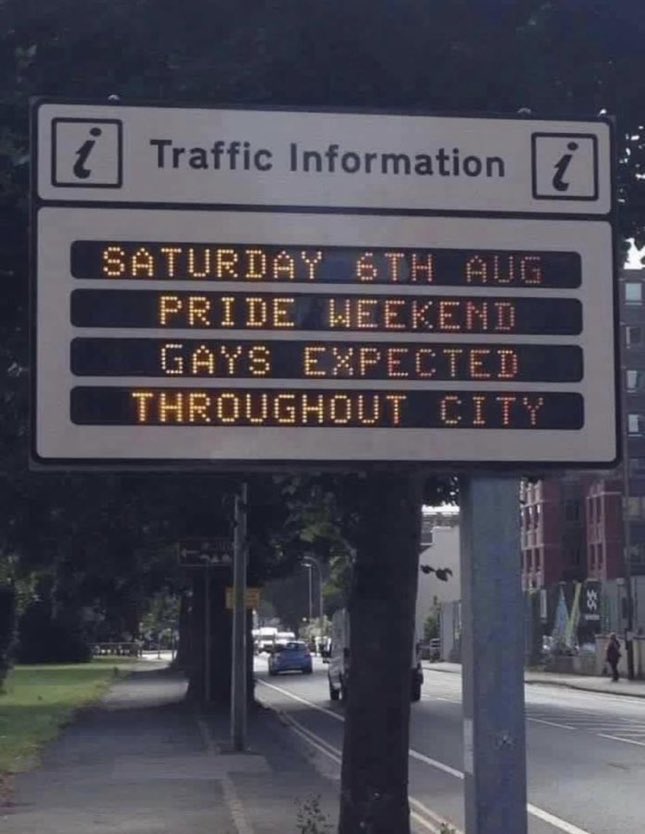 i Traffic Information i
SATURDAY 6TH AUG
PRIDE WEEKEND
GAYS EXPECTED
THROUGHOUT CITY